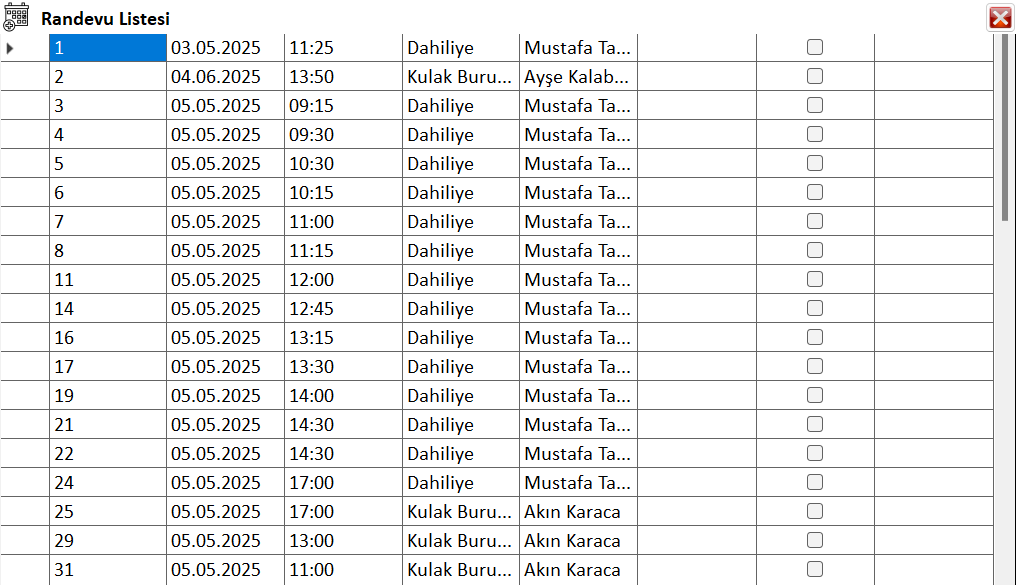 Randevu Listesi
1 03.05.2025 11:25 Dahiliye Mustafa Ta...
2 04.06.2025 13:50 Kulak Buru... Ayşe Kalab...
3 05.05.2025 09:15 Dahiliye Mustafa Ta...
4 05.05.2025 09:30 Dahiliye Mustafa Ta...
5 05.05.2025 10:30 Dahiliye Mustafa Ta...
6 05.05.2025 10:15 Dahiliye Mustafa Ta...
7 05.05.2025 11:00 Dahiliye Mustafa Ta...
8 05.05.2025 11:15 Dahiliye Mustafa Ta...
11 05.05.2025 12:00 Dahiliye Mustafa Ta...
14 05.05.2025 12:45 Dahiliye Mustafa Ta...
16 05.05.2025 13:15 Dahiliye Mustafa Ta...
17 05.05.2025 13:30 Dahiliye Mustafa Ta...
19 05.05.2025 14:00 Dahiliye Mustafa Ta...
21 05.05.2025 14:30 Dahiliye Mustafa Ta...
22 05.05.2025 14:30 Dahiliye Mustafa Ta...
24 05.05.2025 17:00 Dahiliye Mustafa Ta...
25 05.05.2025 17:00 Kulak Buru... Akın Karaca
29 05.05.2025 13:00 Kulak Buru... Akın Karaca
31 05.05.2025 11:00 Kulak Buru... Akın Karaca